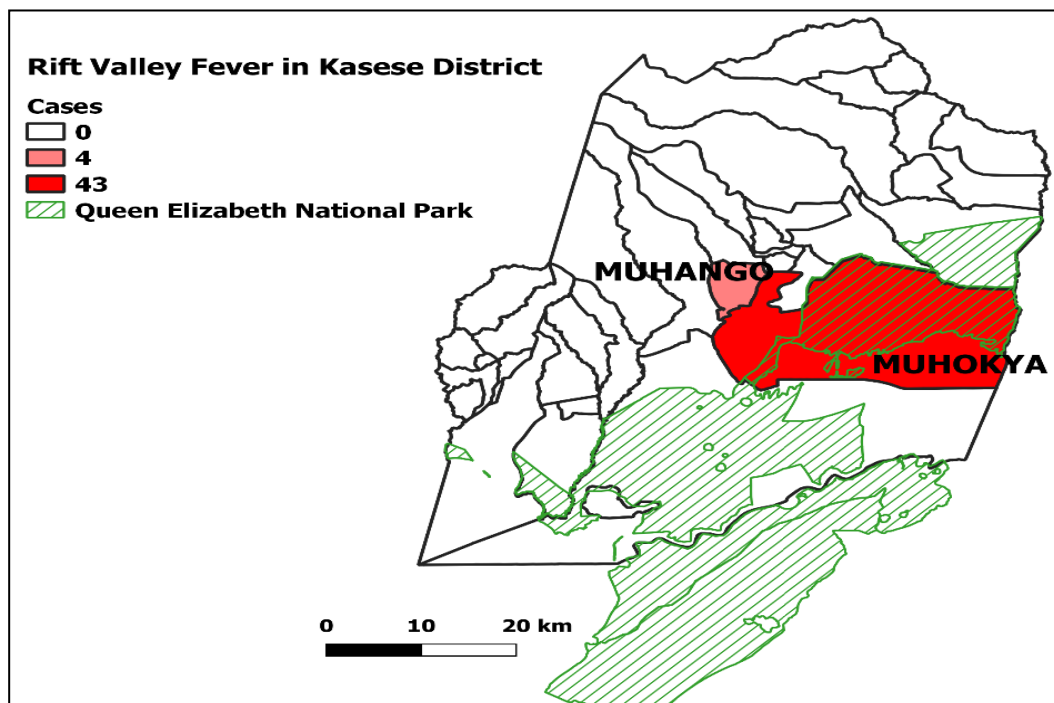 Rift Valley Fever in Kasese District
Cases
0
4
43
Queen Elizabeth National Park
MUHANGO
MUHOKYA
0 10 20 km